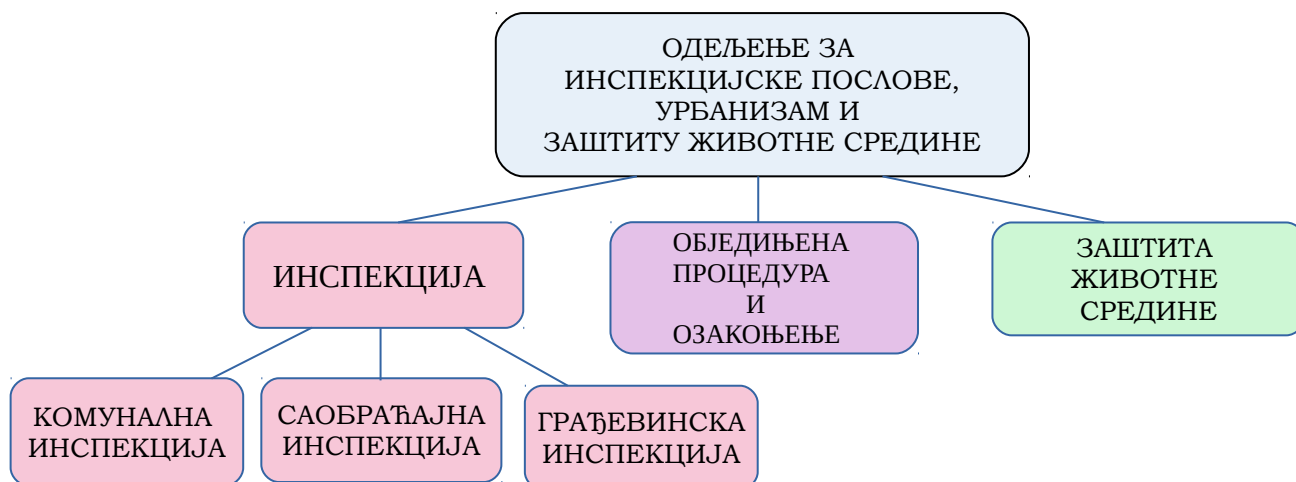 ОДЕЉЕЊЕ ЗА
ИНСПЕКЦИЈСКЕ ПОСЛОВЕ,
УРБАНИЗАМ И
ЗАШТИТУ ЖИВОТНЕ СРЕДИНЕ
ИНСПЕКЦИЈА
ОБЈЕДИЊЕНА
ПРОЦЕДУРА
И
ОЗАКОЊЕЊЕ
ЗАШТИТА
ЖИВОТНЕ
СРЕДИНЕ
КОМУНАЛНА
ИНСПЕКЦИЈА
САОБРАЋАЈНА
ИНСПЕКЦИЈА
ГРАЂЕВИНСКА
ИНСПЕКЦИЈА